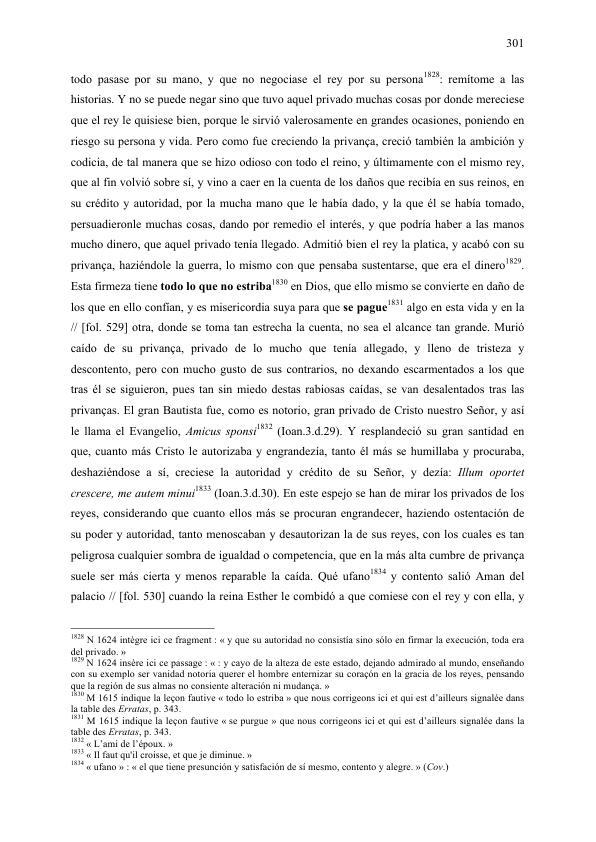 301
todo pasase por su mano, y que no negociase el rey por su persona1828: remítome a las
historias. Y no se puede negar sino que tuvo aquel privado muchas cosas por donde mereciese
que el rey le quisiese bien, porque le sirvió valerosamente en grandes ocasiones, poniendo en
riesgo su persona y vida. Pero como fue creciendo la privança, creció también la ambición y
codicia, de tal manera que se hizo odioso con todo el reino, y últimamente con el mismo rey,
que al fin volvió sobre sí, y vino a caer en la cuenta de los daños que recibía en sus reinos, en
su crédito y autoridad, por la mucha mano que le había dado, y la que él se había tomado,
persuadieronle muchas cosas, dando por remedio el interés, y que podría haber a las manos
mucho dinero, que aquel privado tenía llegado. Admitió bien el rey la platica, y acabó con su
privança, haziéndole la guerra, lo mismo con que pensaba sustentarse, que era el dinero1829.
Esta firmeza tiene todo lo que no estriba1830 en Dios, que ello mismo se convierte en daño de
los que en ello confían, y es misericordia suya para que se pague1831 algo en esta vida y en la
// [fol. 529] otra, donde se toma tan estrecha la cuenta, no sea el alcance tan grande. Murió
caído de su privança, privado de lo mucho que tenía allegado, y lleno de tristeza y
descontento, pero con mucho gusto de sus contrarios, no dexando escarmentados a los que
tras él se siguieron, pues tan sin miedo destas rabiosas caídas, se van desalentados tras las
privanças. El gran Bautista fue, como es notorio, gran privado de Cristo nuestro Señor, y así
le llama el Evangelio, Amicus sponsi1832 (Ioan.3.d.29). Y resplandeció su gran santidad en
que, cuanto más Cristo le autorizaba y engrandezía, tanto él más se humillaba y procuraba,
deshaziéndose a sí, creciese la autoridad y crédito de su Señor, y dezía: Illum oportet
crescere, me autem minui1833 (Ioan.3.d.30). En este espejo se han de mirar los privados de los
reyes, considerando que cuanto ellos más se procuran engrandecer, haziendo ostentación de
su poder y autoridad, tanto menoscaban y desautorizan la de sus reyes, con los cuales es tan
peligrosa cualquier sombra de igualdad o competencia, que en la más alta cumbre de privança
suele ser más cierta y menos reparable la caída. Qué ufano1834 y contento salió Aman del
palacio // [fol. 530] cuando la reina Esther le combidó a que comiese con el rey y con ella, y
1828 N 1624 intègre ici ce fragment : « y que su autoridad no consistía sino sólo en firmar la execución, toda era
del privado. »
1829 N 1624 insère ici ce passage : « : y cayo de la alteza de este estado, dejando admirado al mundo, enseñando
con su exemplo ser vanidad notoria querer el hombre enternizar su coraçón en la gracia de los reyes, pensando
que la región de sus almas no consiente alteración ni mudança. »
1830 M 1615 indique la leçon fautive « todo lo estriba » que nous corrigeons ici et qui est d'ailleurs signalée dans
la table des Erratas, p. 343.
1831 M 1615 indique la leçon fautive « se purgue » que nous corrigeons ici et qui est d'ailleurs signalée dans la
table des Erratas, p. 343.
1832 « L'ami de l'époux. »
1833 « Il faut qu'il croisse, et que je diminue. »
1834 « ufano » : « el que tiene presunción y satisfación de sí mesmo, contento y alegre. » (Cov.)